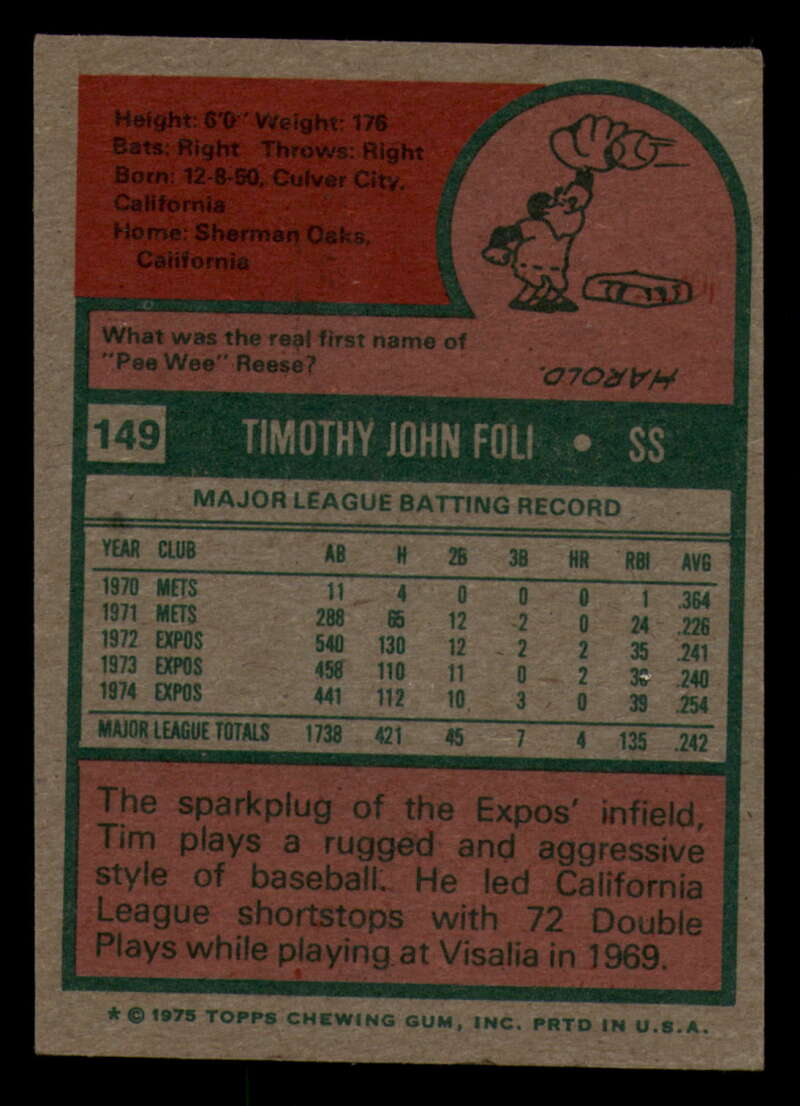 Height: 6'0" Weight: 176
Bats: Right Throws: Right
Born: 12-8-50, Culver City,
California
Home: Sherman Oaks,
California
What was the real first name of
"Pee Wee" Reese?
HAROLD.
149 TIMOTHY JOHN FOLI • SS
MAJOR LEAGUE BATTING RECORD
YEAR CLUB AB H 2B 3B HR RBI AVG
1970 METS 11 4 0 0 0 1 .364
1971 METS 288 65 12 2 0 24 .226
1972 EXPOS 540 130 12 2 2 35 .241
1973 EXPOS 458 110 11 0 2 36 .240
1974 EXPOS 441 112 10 3 0 39 .254
MAJOR LEAGUE TOTALS 1738 421 45 7 4 135 .242
The sparkplug of the Expos' infield,
Tim plays a rugged and aggressive
style of baseball. He led California
League shortstops with 72 Double
Plays while playing at Visalia in 1969.
* © 1975 TOPPS CHEWING GUM, INC. PRTD IN U.S.A.